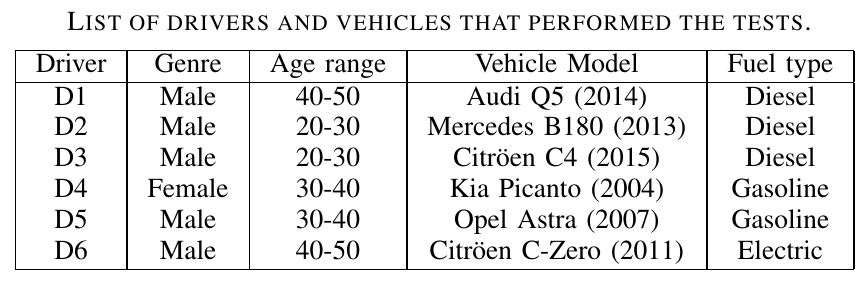 LIST OF DRIVERS AND VEHICLES THAT PERFORMED THE TESTS.
Driver Genre Age range Vehicle Model Fuel type
D1 Male 40-50 Audi Q5 (2014) Diesel
D2 Male 20-30 Mercedes B180 (2013) Diesel
D3 Male 20-30 Citröen C4 (2015) Diesel
D4 Female 30-40 Kia Picanto (2004) Gasoline
D5 Male 30-40 Opel Astra (2007) Gasoline
D6 Male 40-50 Citröen C-Zero (2011) Electric